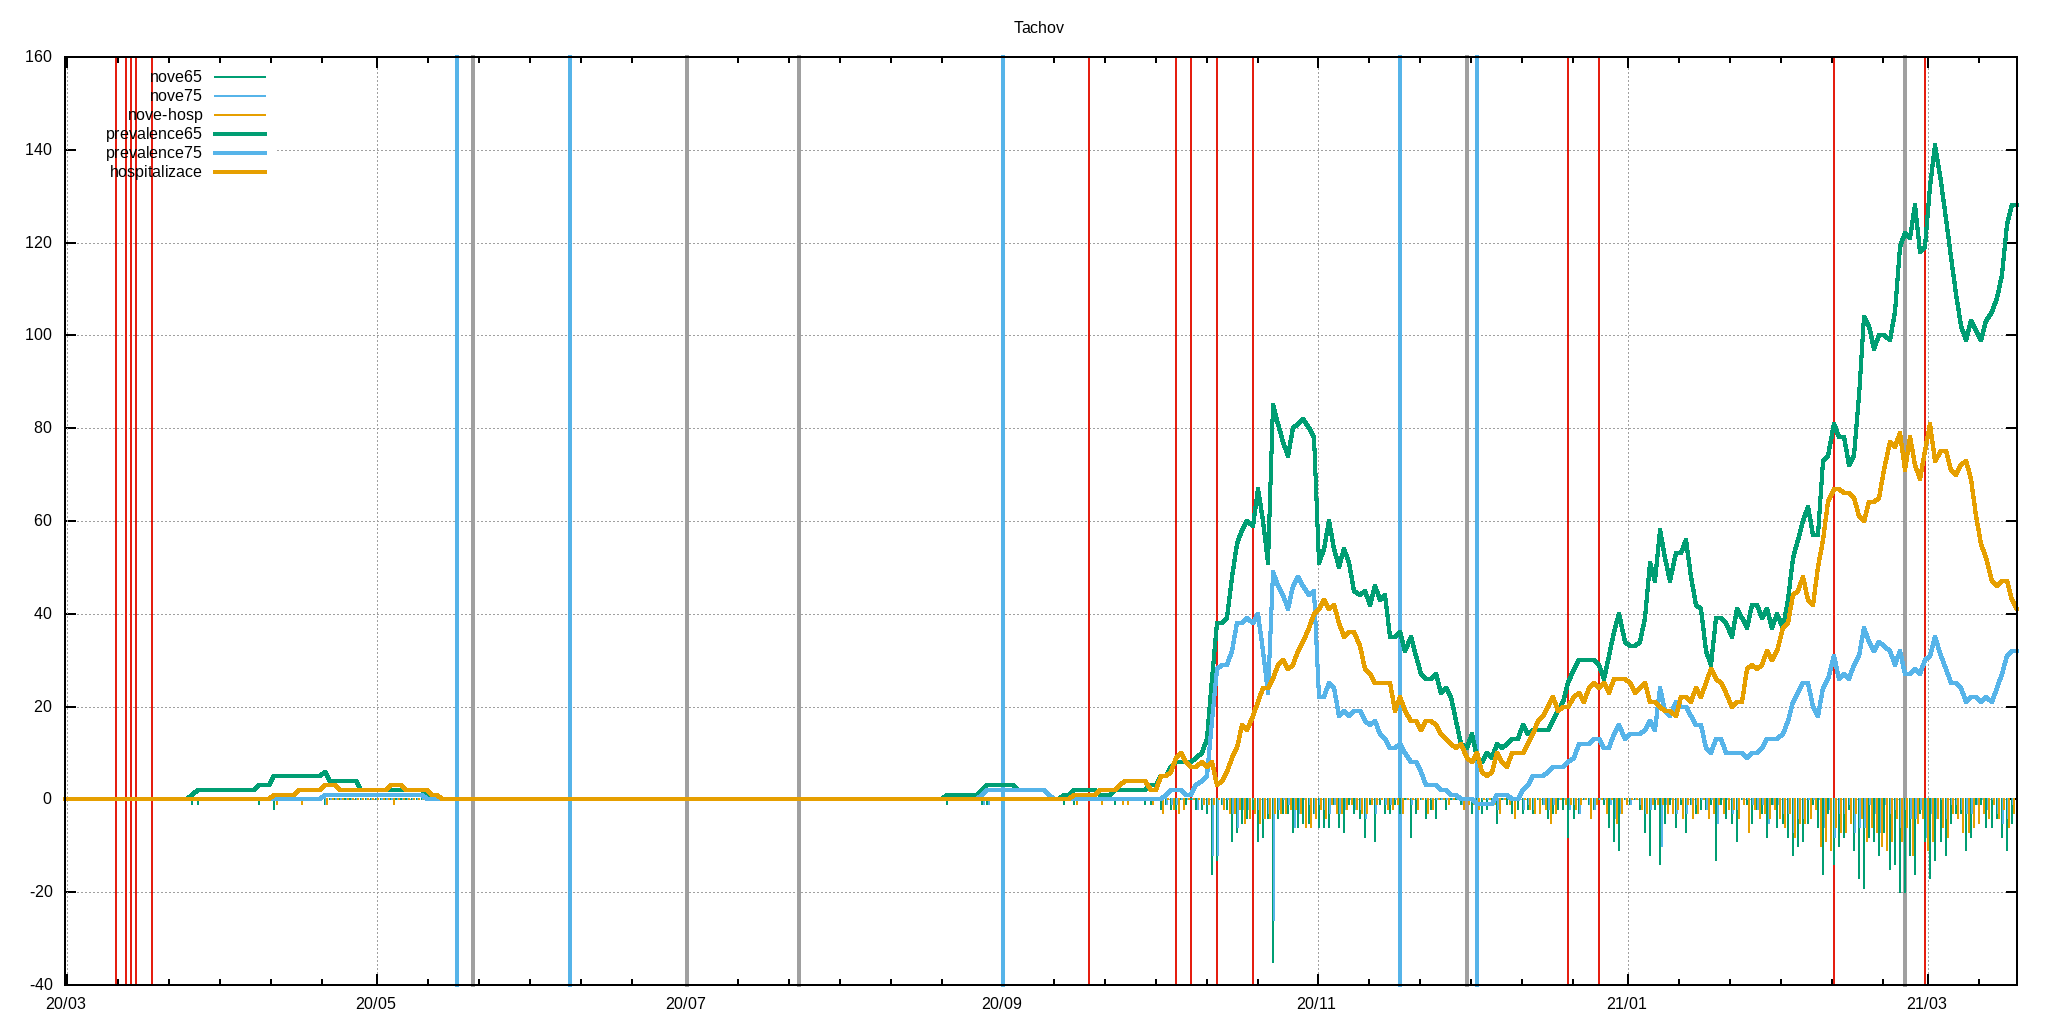 Tachov
160
140
120
100
80
60
40
20
0
-20
-40
nove65
nove75
nove-hosp
prevalence65
prevalence75
hospitalizace
20/03 20/05 20/07 20/09 20/11 21/01 21/03